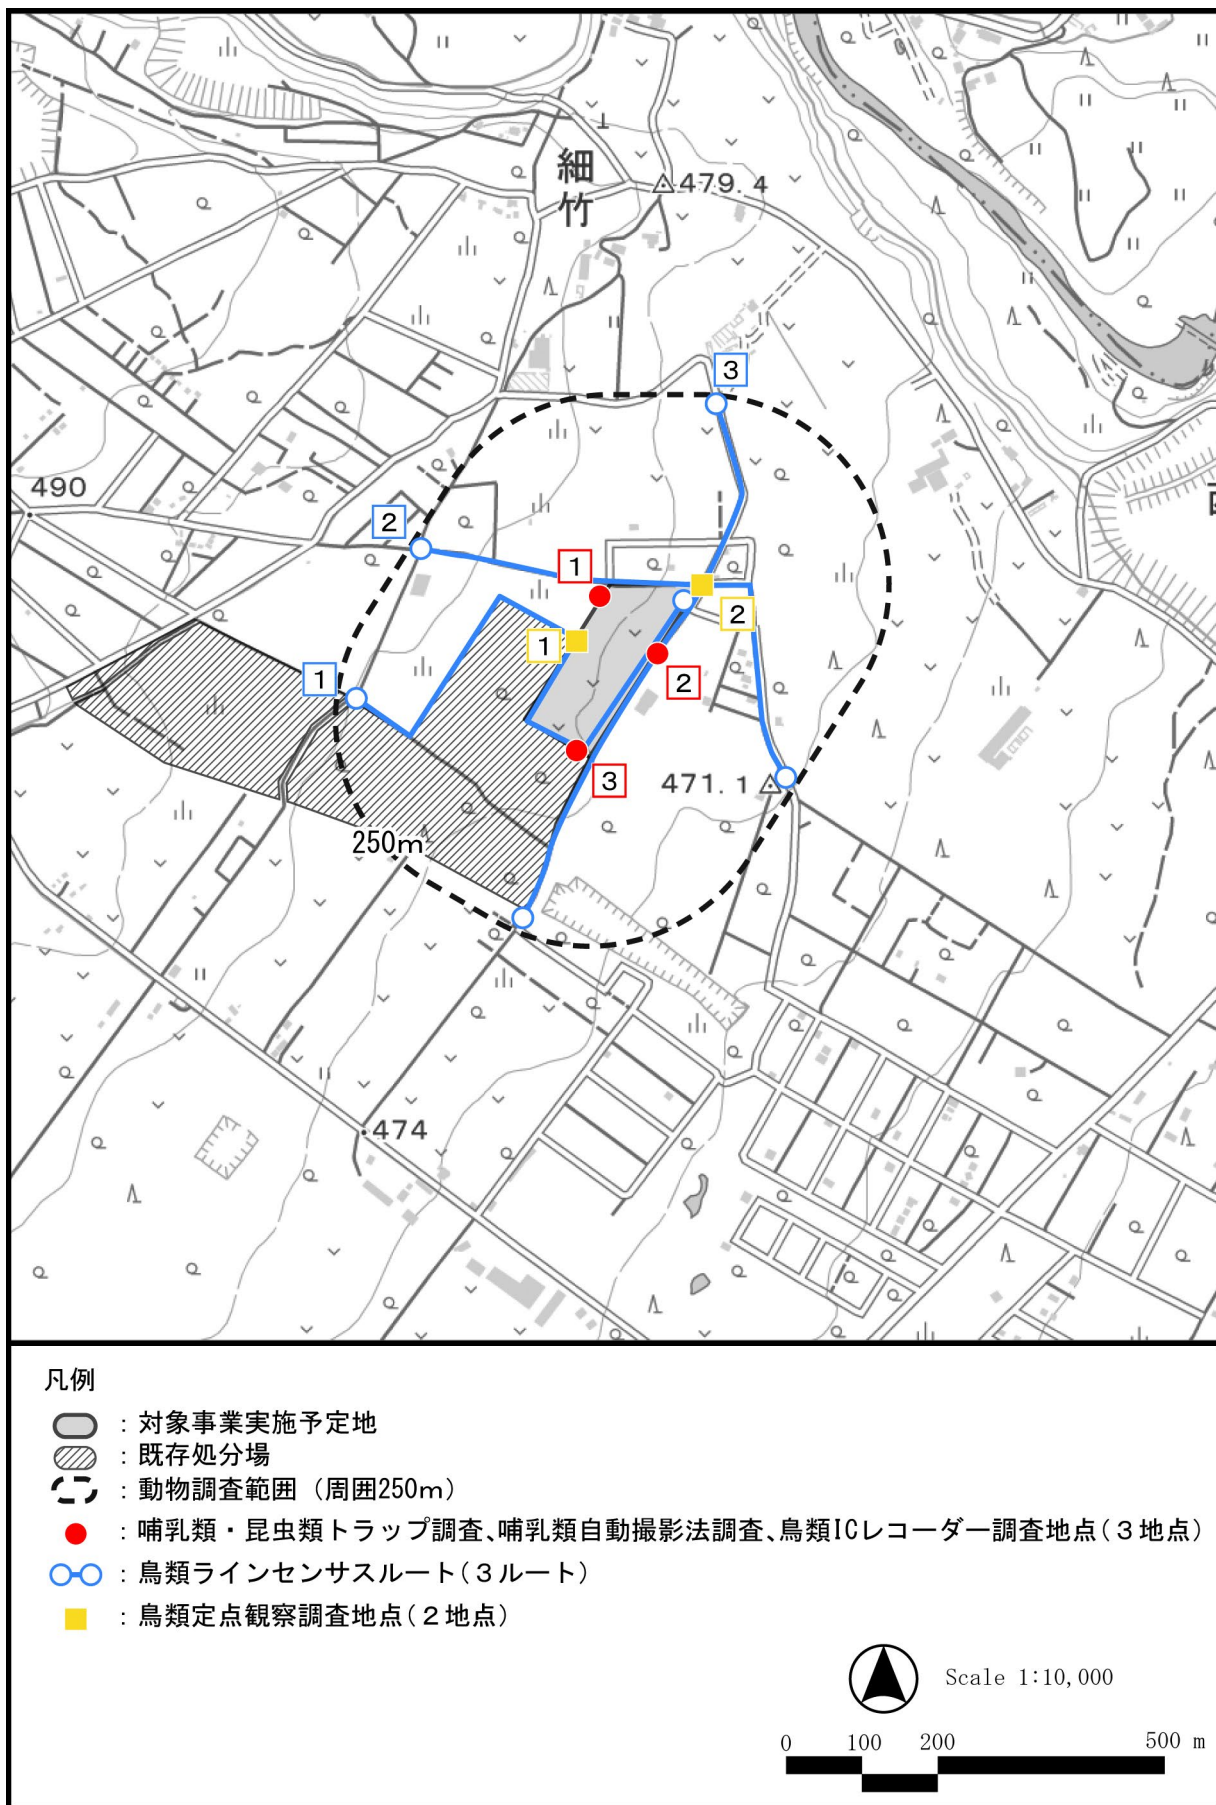 細竹
479.4
3
490
2
1
2
1
1
2
3
471.1
250m
474
凡例
：対象事業実施予定地
：既存処分場
：動物調査範囲（周囲250m）
：哺乳類・昆虫類トラップ調査、哺乳類自動撮影法調査、鳥類ICレコーダー調査地点（３地点）
：鳥類ラインセンサスルート（３ルート）
：鳥類定点観察調査地点（２地点）
Scale 1:10,000
0 100 200 500 m